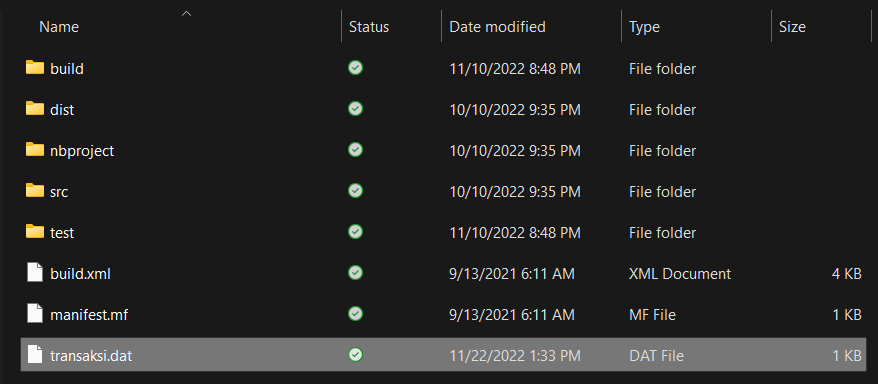 Name Status Date modified Type Size
build 11/10/2022 8:48 PM File folder
dist 10/10/2022 9:35 PM File folder
nbproject 10/10/2022 9:35 PM File folder
src 10/10/2022 9:35 PM File folder
test 11/10/2022 8:48 PM File folder
build.xml 9/13/2021 6:11 AM XML Document 4 KB
manifest.mf 9/13/2021 6:11 AM MF File 1 KB
transaksi.dat 11/22/2022 1:33 PM DAT File 1 KB